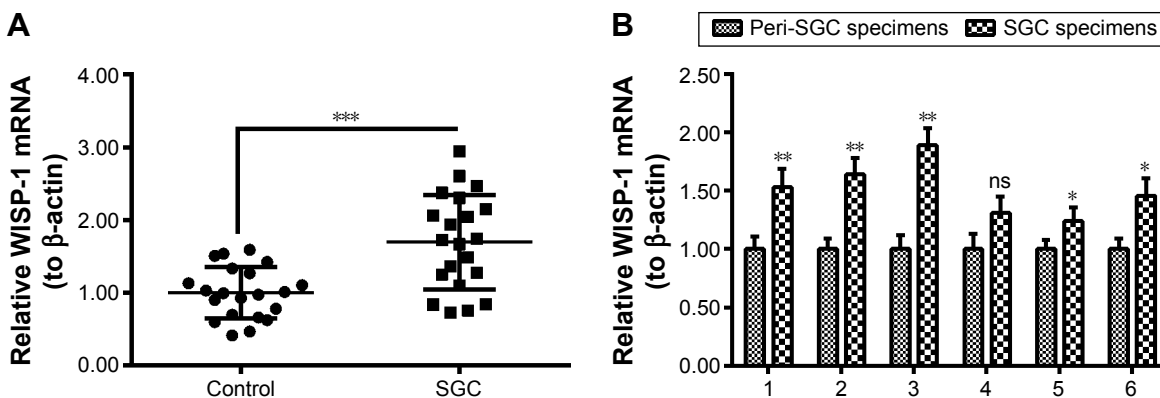 A
Relative WISP-1 mRNA
(to β-actin)
4.00
3.00
2.00
1.00
0.00
***
Control
SGC
B
Peri-SGC specimens
SGC specimens
Relative WISP-1 mRNA
(to β-actin)
2.50
2.00
1.50
1.00
0.50
0.00
**
**
**
ns
*
*
1
2
3
4
5
6